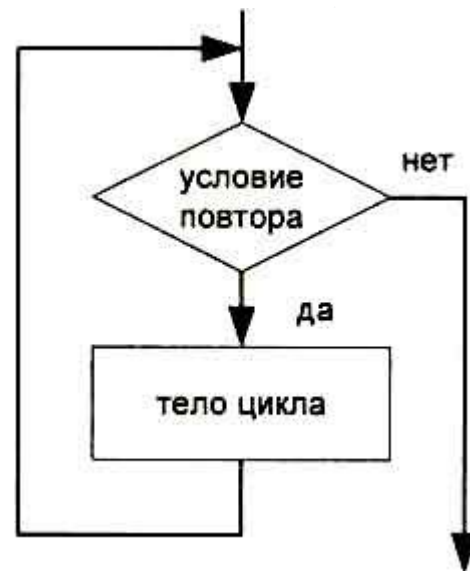 условие
повтора
нет
да
тело цикла